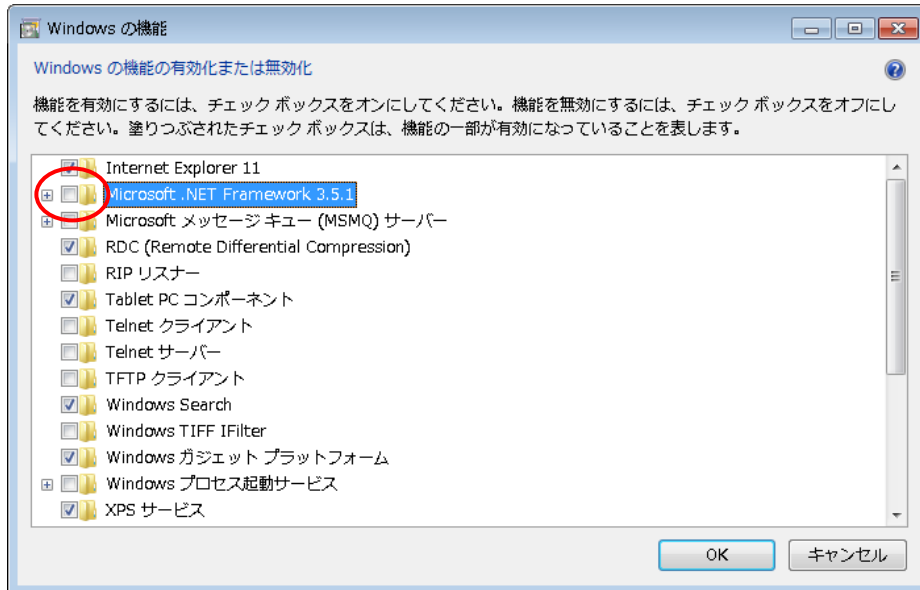 Windows の機能
Windows の機能の有効化または無効化
機能を有効にするには、チェック ボックスをオンにしてください。機能を無効にするには、チェック ボックスをオフにし
てください。塗りつぶされたチェック ボックスは、機能の一部が有効になっていることを表します。
Internet Explorer 11
Microsoft .NET Framework 3.5.1
Microsoft メッセージ キュー (MSMQ) サーバー
RDC (Remote Differential Compression)
RIP リスナー
Tablet PC コンポーネント
Telnet クライアント
Telnet サーバー
TFTP クライアント
Windows Search
Windows TIFF IFilter
Windows ガジェット プラットフォーム
Windows プロセス起動サービス
XPS サービス
OK キャンセル